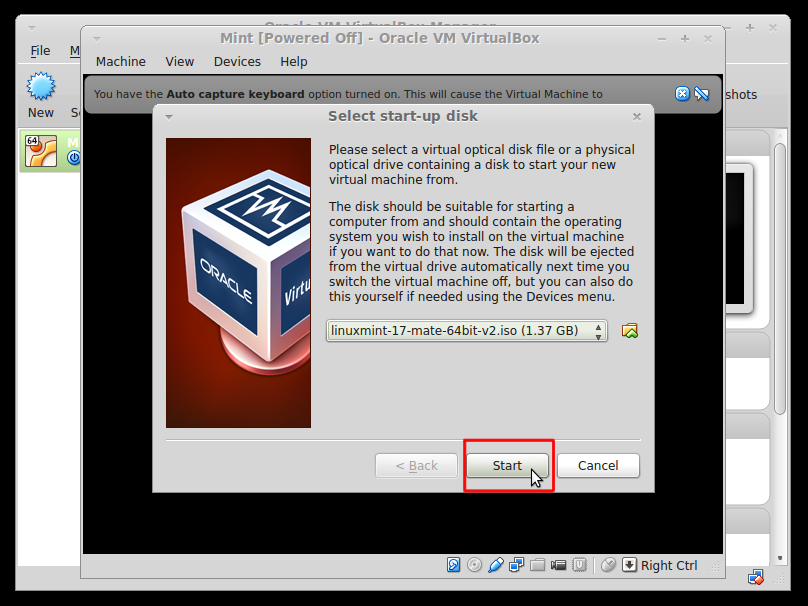 Oracle VM VirtualBox Manager
Mint [Powered Off] - Oracle VM VirtualBox
File
Machine View Devices Help
You have the Auto capture keyboard option turned on. This will cause the Virtual Machine to
New
64
Select start-up disk
Please select a virtual optical disk file or a physical
optical drive containing a disk to start your new
virtual machine from.
The disk should be suitable for starting a
computer from and should contain the operating
system you wish to install on the virtual machine
if you want to do that now. The disk will be ejected
from the virtual drive automatically next time you
switch the virtual machine off, but you can also do
this yourself if needed using the Devices menu.
ORACLE
Virtu
linuxmint-17-mate-64bit-v2.iso (1.37 GB)
< Back Start Cancel
Right Ctrl